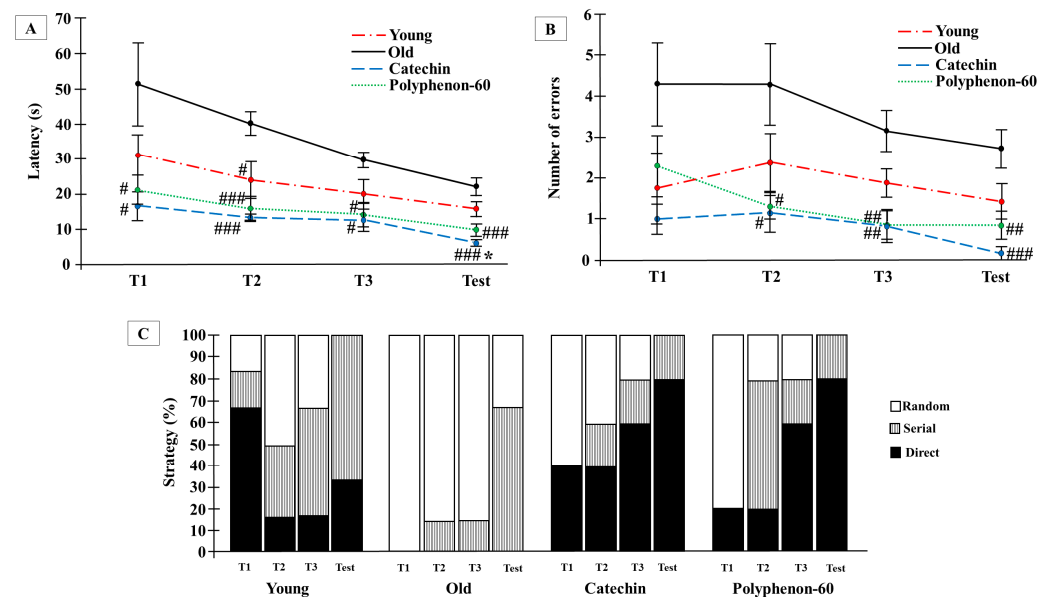 A
Latency (s)
70
60
50
40
30
20
10
0
T1
T2
T3
Test
Young
Old
Catechin
Polyphenon-60
#
#
#
###
###
#
#
###
### *
B
Number of errors
6
5
4
3
2
1
0
T1
T2
T3
Test
Young
Old
Catechin
Polyphenon-60
#
#
##
##
##
###
C
Strategy (%)
100
90
80
70
60
50
40
30
20
10
0
T1 T2 T3 Test
T1 T2 T3 Test
T1 T2 T3 Test
T1 T2 T3 Test
Young
Old
Catechin
Polyphenon-60
Random
Serial
Direct